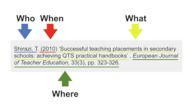 Who When What
Shirazi, T. (2010) 'Successful teaching placements in secondary
schools: achieving QTS practical handbooks' , European Journal
of Teacher Education, 33(3), pp. 323-326.
Where